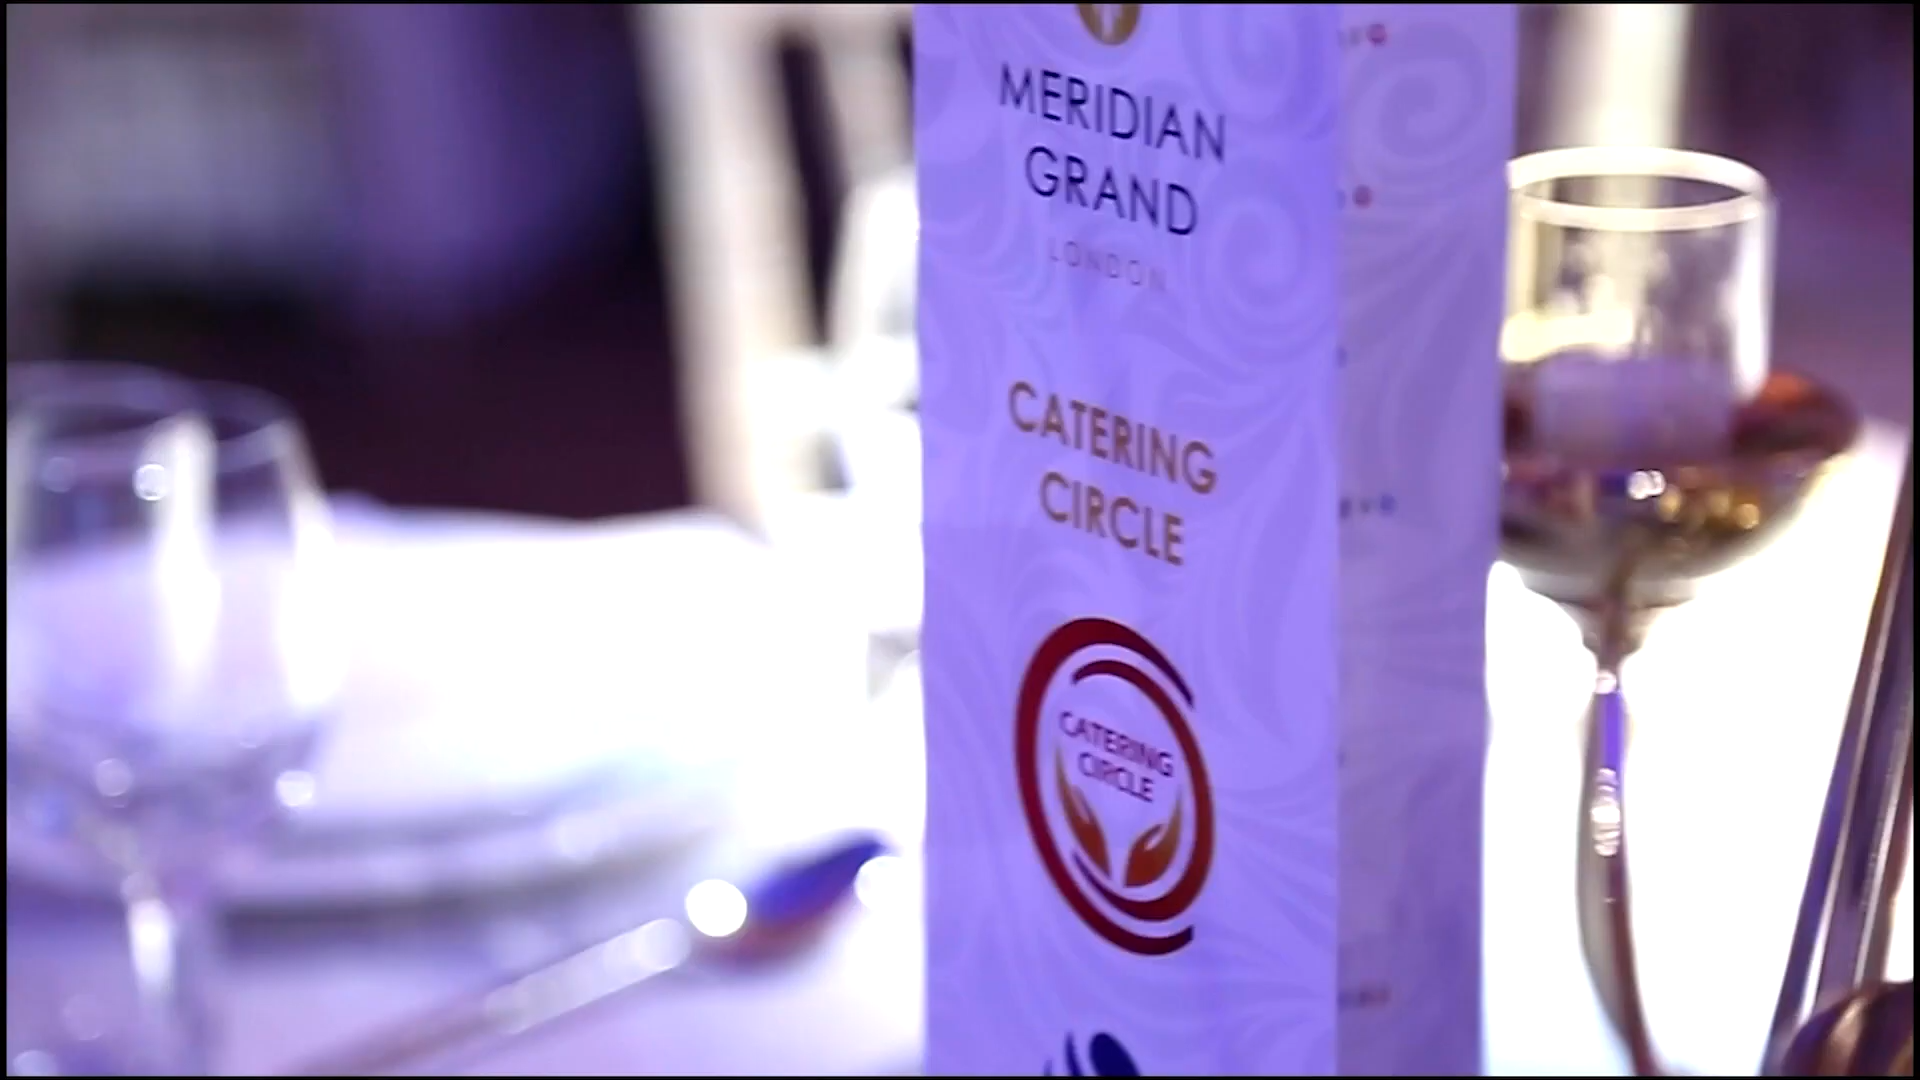 MERIDIAN
GRAND
LONDON
CATERING
CIRCLE
CATERING
CIRCLE